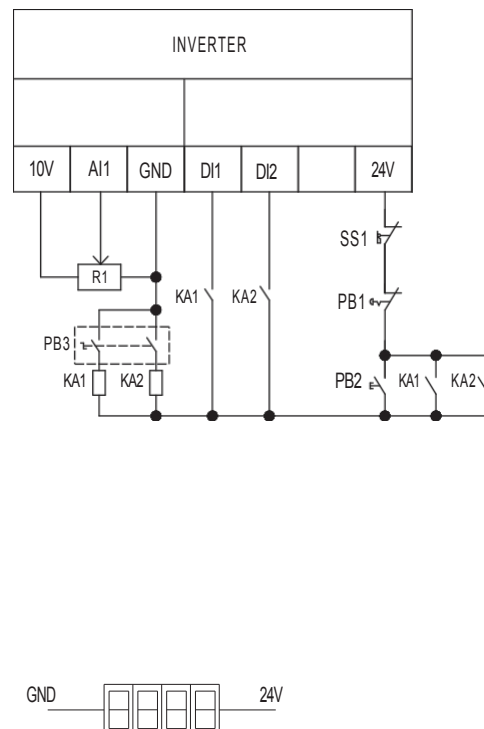 INVERTER
10V AI1 GND DI1 DI2 24V
SS1
R1
KA1 KA2 PB1
PB3
KA1 KA2 PB2 KA1 KA2
GND 24V